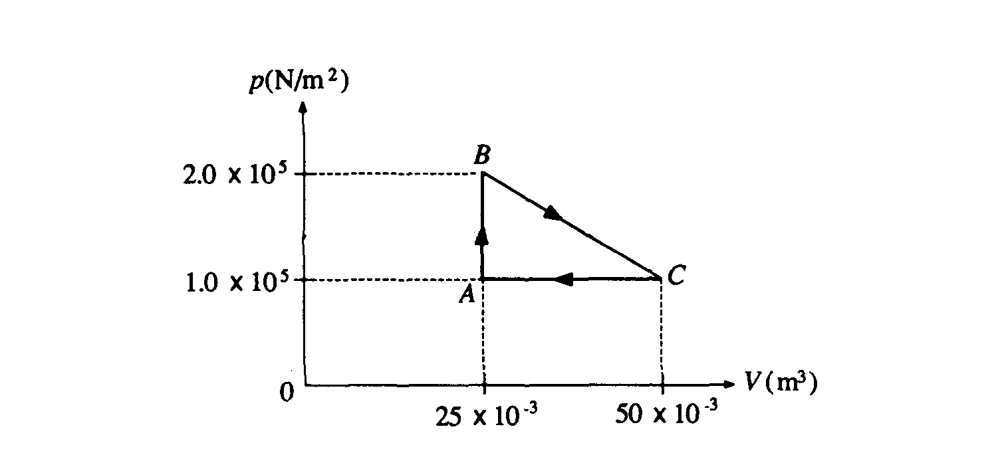 p(N/m²)
B
2.0 x 10⁵
1.0 x 10⁵
A
C
0
V(m³)
25 x 10⁻³
50 x 10⁻³